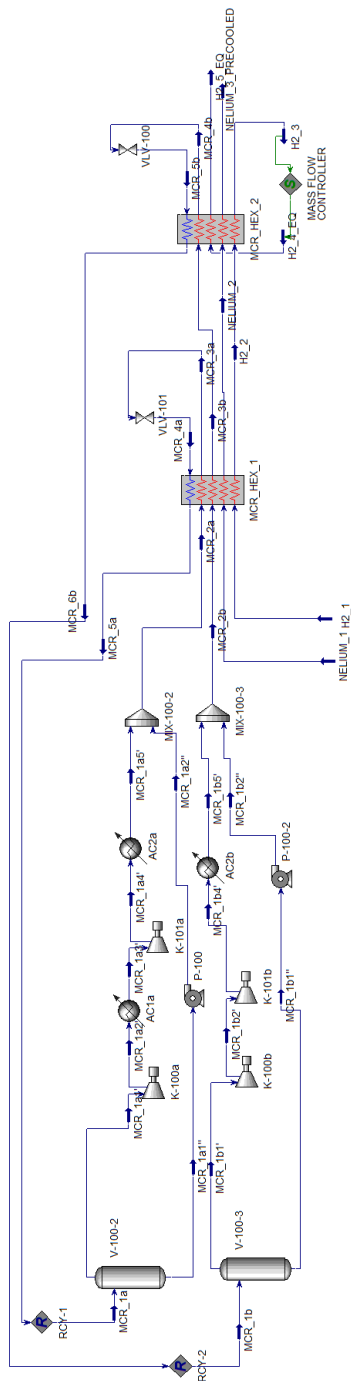 VLV-100
MCR_5b
MCR_4b
H2_5_EQ
NELIUM_3_PRECOOLED
H2_3
MASS FLOW
CONTROLLER
S
H2_4_EQ
MCR_HEX_2
NELIUM_2
H2_2
MCR_3a
MCR_3b
VLV-101
MCR_4a
MCR_HEX_1
MCR_2a
MCR_2b
H2_1
NELIUM_1
MCR_6b
MCR_5a
MIX-100-2
MIX-100-3
MCR_1a5'
MCR_1a2"
MCR_1b5'
MCR_1b2"
AC2a
AC2b
P-100-2
MCR_1a4'
MCR_1b4'
K-101a
K-101b
MCR_1a3'
P-100
AC1a
MCR_1a2'
MCR_1b2'
MCR_1b1"
K-100a
K-100b
MCR_1a1"
MCR_1b1'
V-100-2
V-100-3
MCR_1a
MCR_1b
R
RCY-1
R
RCY-2